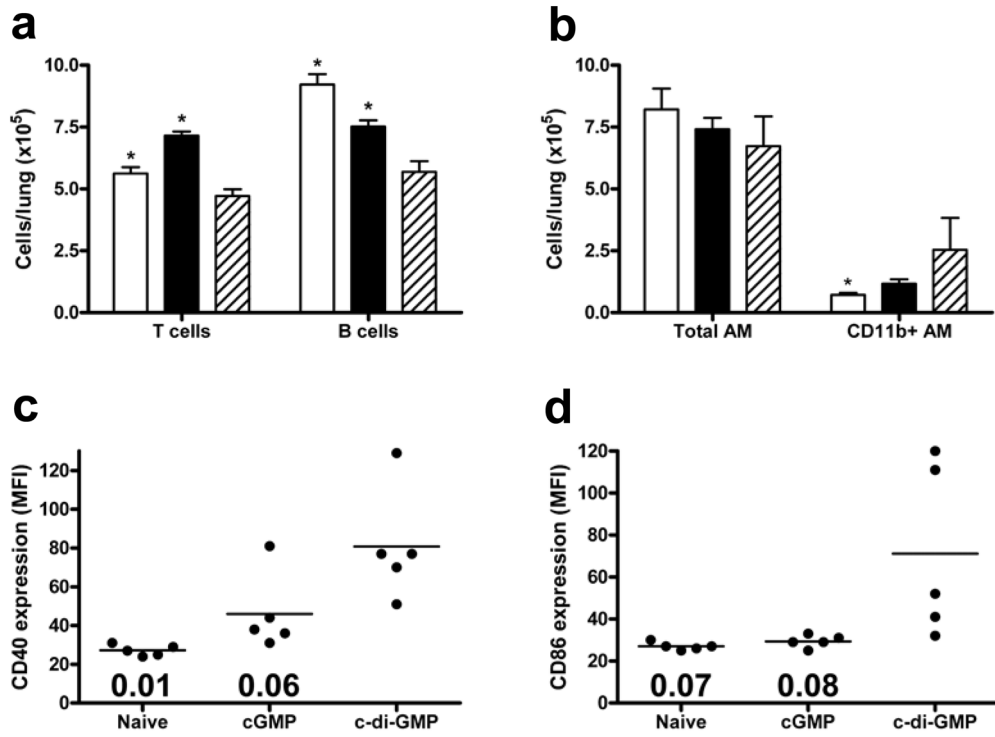 a
Cells/lung (x10⁵)
10.0
7.5
5.0
2.5
0.0
*
*
*
*
T cells
B cells
b
Cells/lung (x10⁵)
10.0
7.5
5.0
2.5
0.0
*
Total AM
CD11b+ AM
c
CD40 expression (MFI)
120
100
80
60
40
20
0
0.01
0.06
Naive
cGMP
c-di-GMP
d
CD86 expression (MFI)
120
100
80
60
40
20
0
0.07
0.08
Naive
cGMP
c-di-GMP